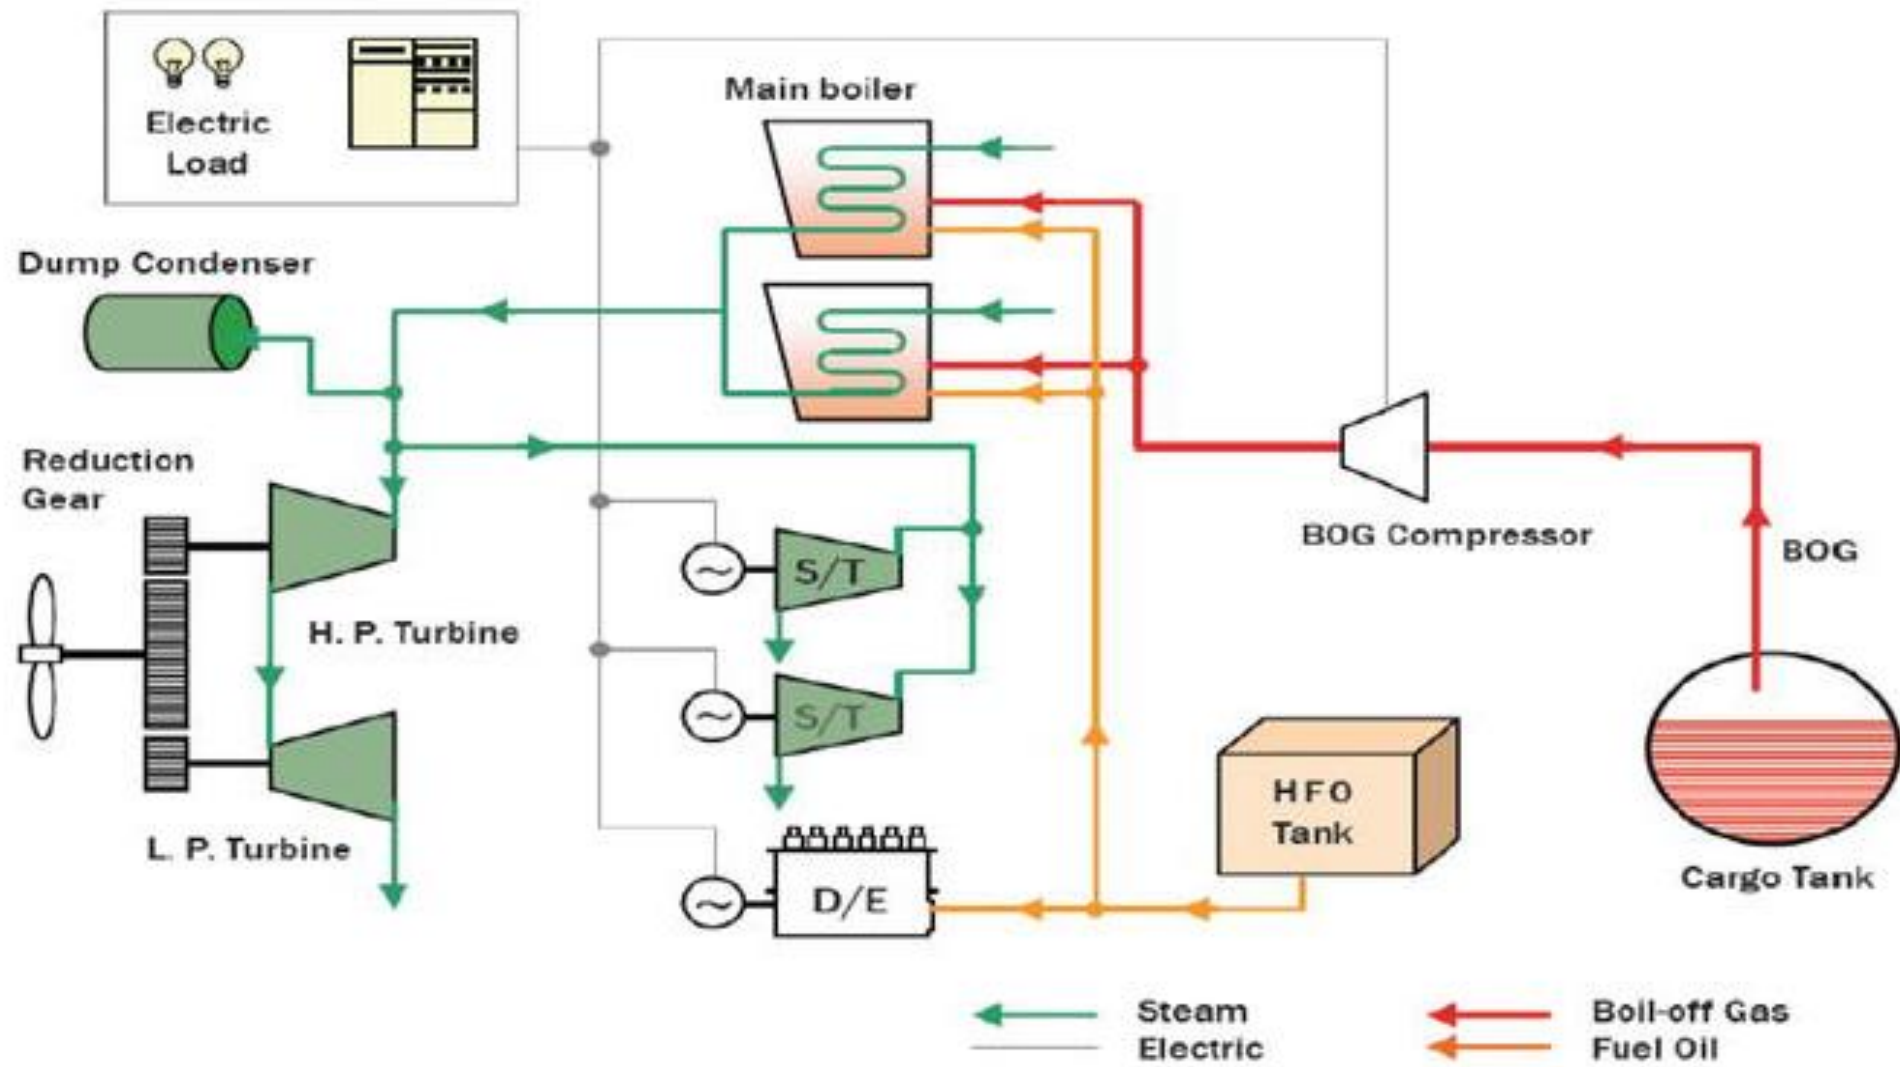 Electric
Load
Main boiler
Dump Condenser
Reduction
Gear
H. P. Turbine
L. P. Turbine
S/T
S/T
D/E
BOG Compressor
BOG
HFO
Tank
Cargo Tank
Steam
Electric
Boil-off Gas
Fuel Oil